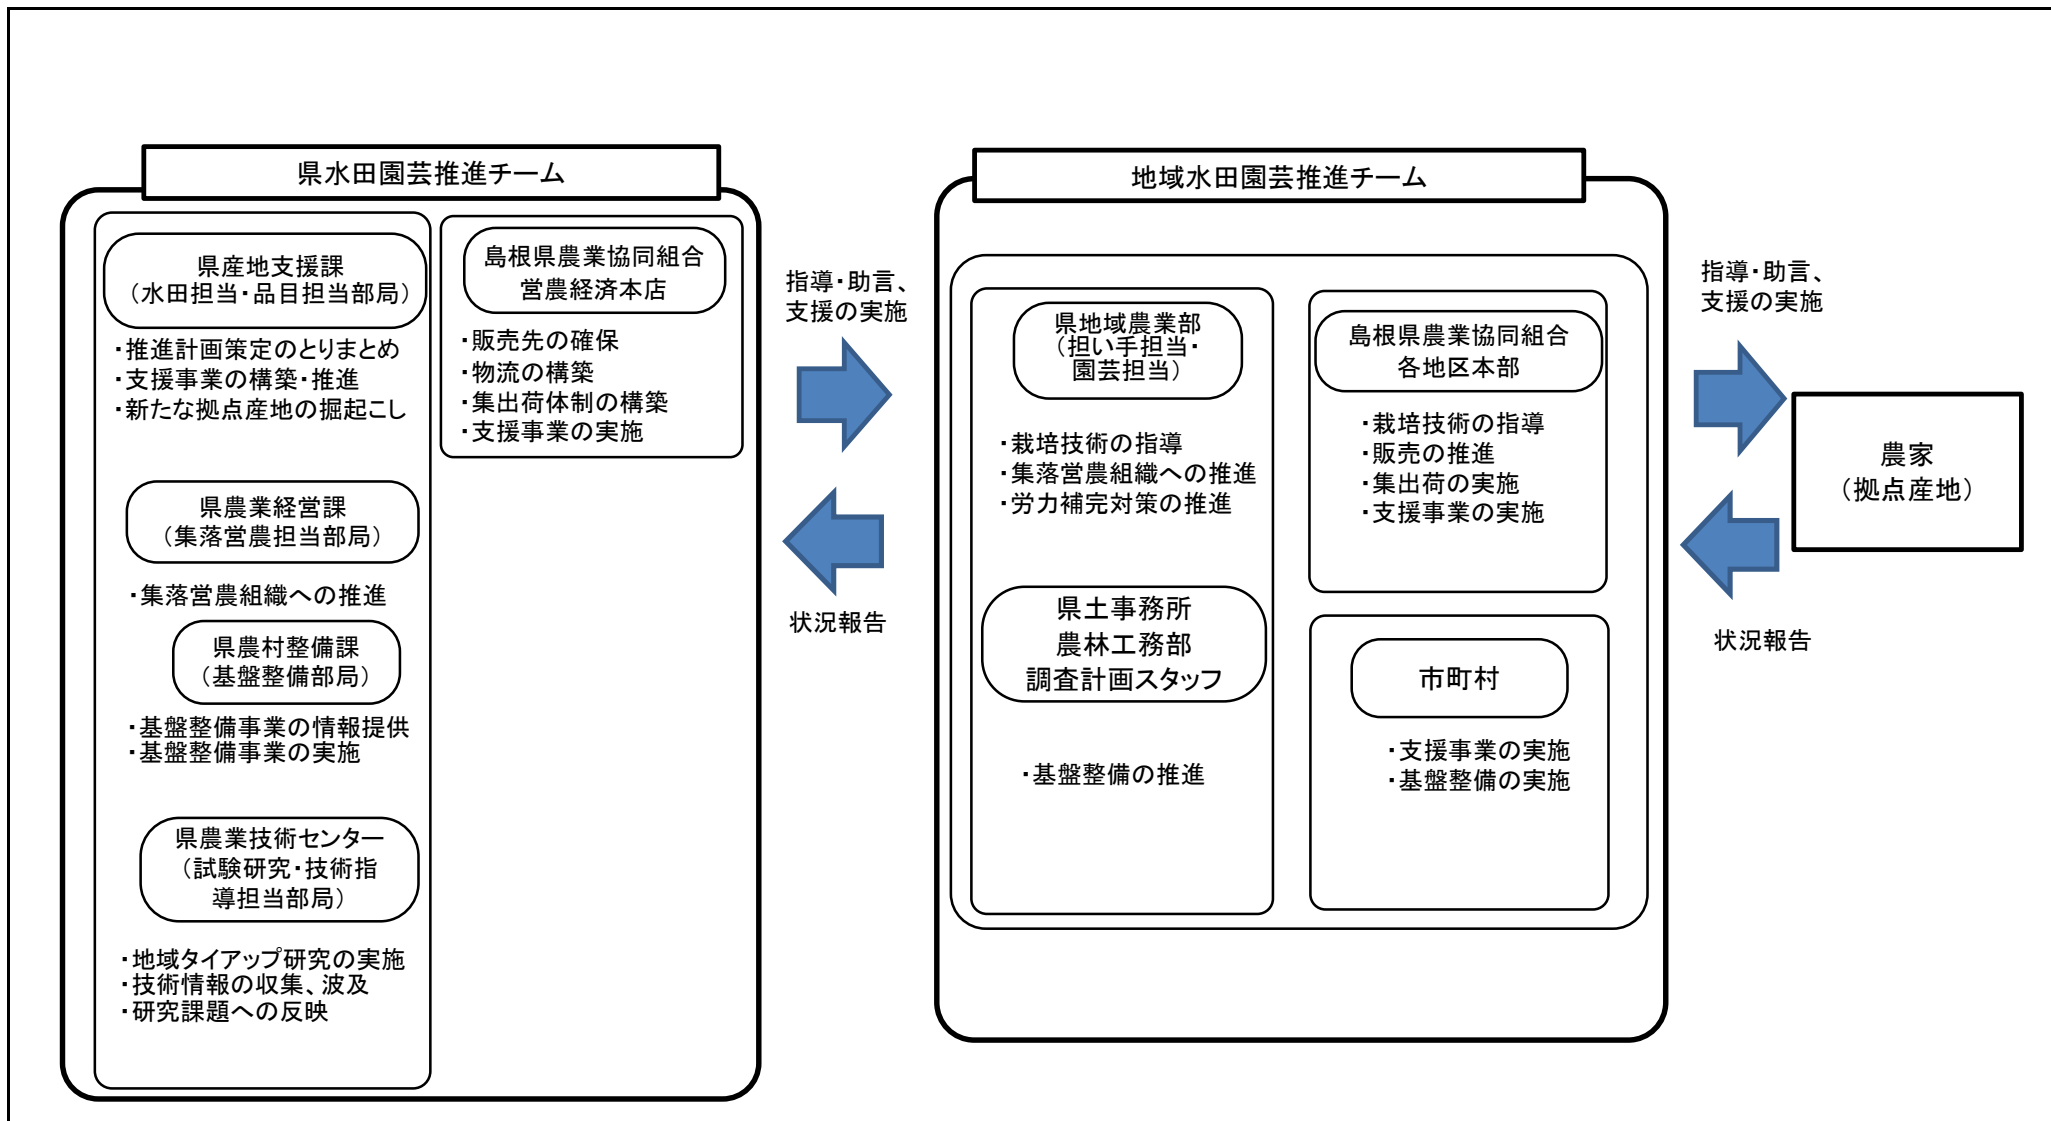 県水田園芸推進チーム
県産地支援課
（水田担当・品目担当部局）
・推進計画策定のとりまとめ
・支援事業の構築・推進
・新たな拠点産地の掘起こし
県農業経営課
（集落営農担当部局）
・集落営農組織への推進
県農村整備課
（基盤整備部局）
・基盤整備事業の情報提供
・基盤整備事業の実施
県農業技術センター
（試験研究・技術指
導担当部局）
・地域タイアップ研究の実施
・技術情報の収集、波及
・研究課題への反映
島根県農業協同組合
営農経済本店
・販売先の確保
・物流の構築
・集出荷体制の構築
・支援事業の実施
指導・助言、
支援の実施
状況報告
地域水田園芸推進チーム
県地域農業部
（担い手担当・
園芸担当）
・栽培技術の指導
・集落営農組織への推進
・労力補完対策の推進
県土事務所
農林工務部
調査計画スタッフ
・基盤整備の推進
島根県農業協同組合
各地区本部
・栽培技術の指導
・販売の推進
・集出荷の実施
・支援事業の実施
市町村
・支援事業の実施
・基盤整備の実施
指導・助言、
支援の実施
状況報告
農家
（拠点産地）